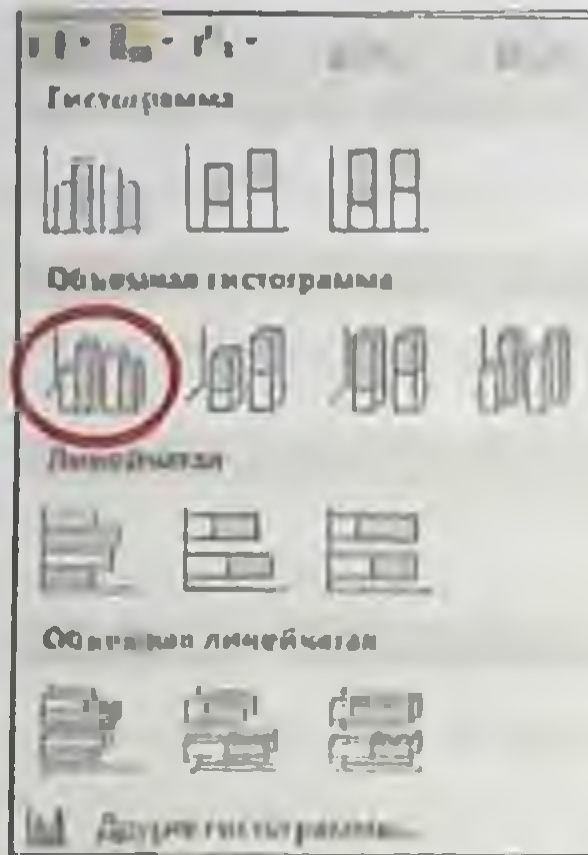 Гистограмма
Объемная гистограмма
Линейчатая
Объемная линейчатая
Другие гистограммы...